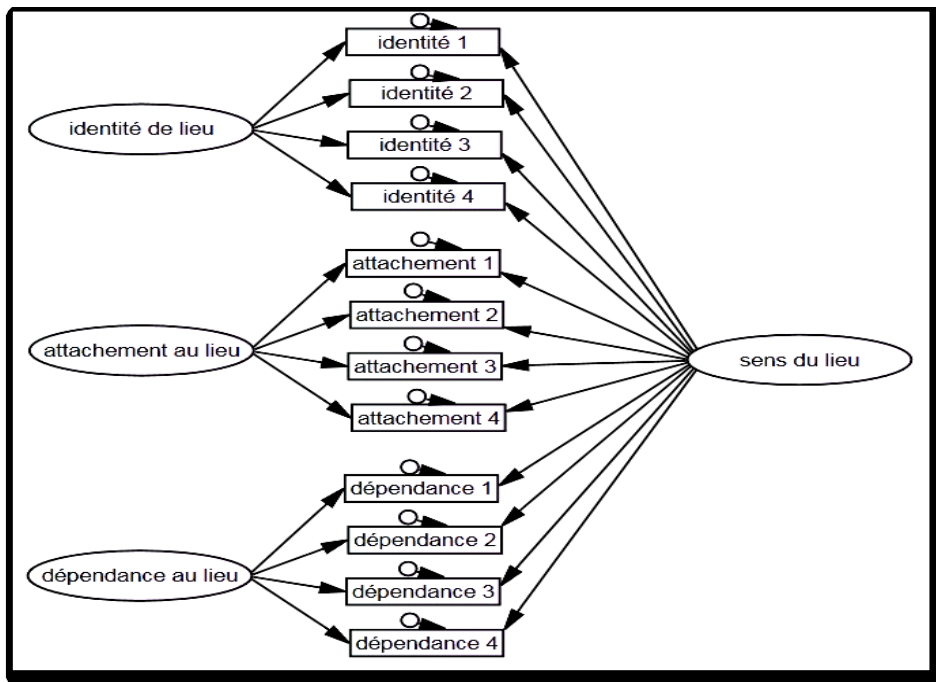 identité 1
identité 2
identité de lieu
identité 3
identité 4
attachement 1
attachement 2
attachement au lieu
attachement 3
sens du lieu
attachement 4
dépendance 1
dépendance 2
dépendance au lieu
dépendance 3
dépendance 4